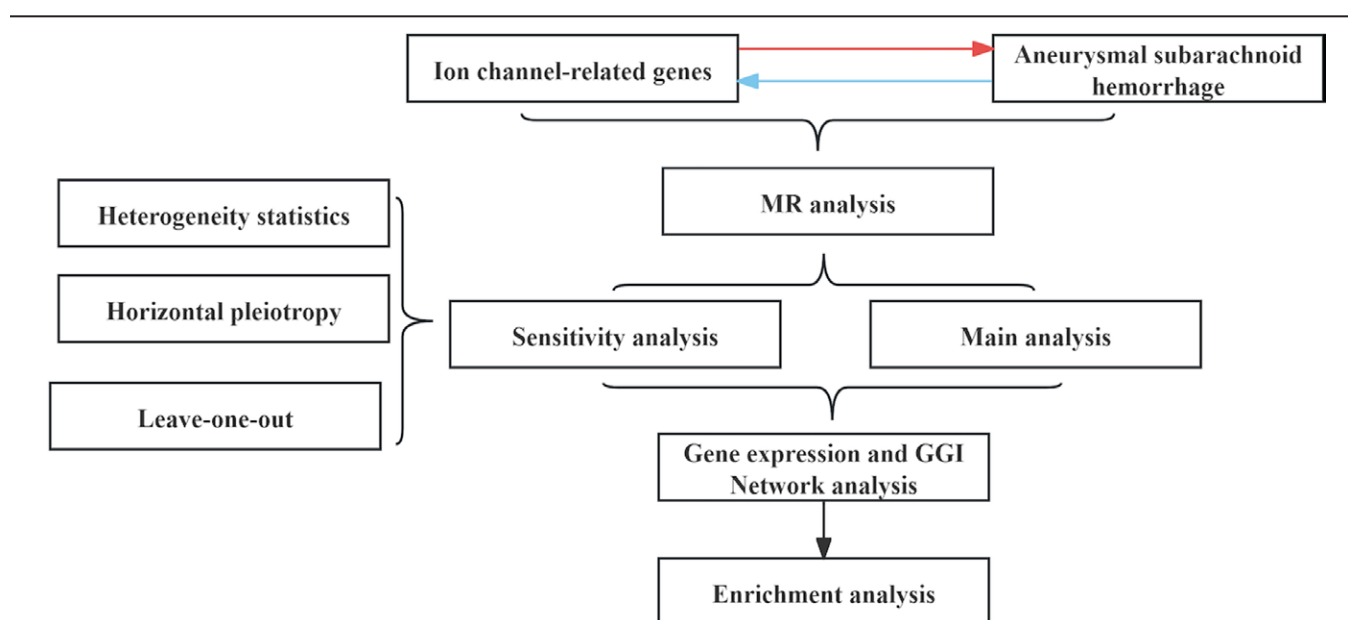 Ion channel-related genes
Aneurysmal subarachnoid
hemorrhage
MR analysis
Heterogeneity statistics
Horizontal pleiotropy
Leave-one-out
Sensitivity analysis
Main analysis
Gene expression and GGI
Network analysis
Enrichment analysis